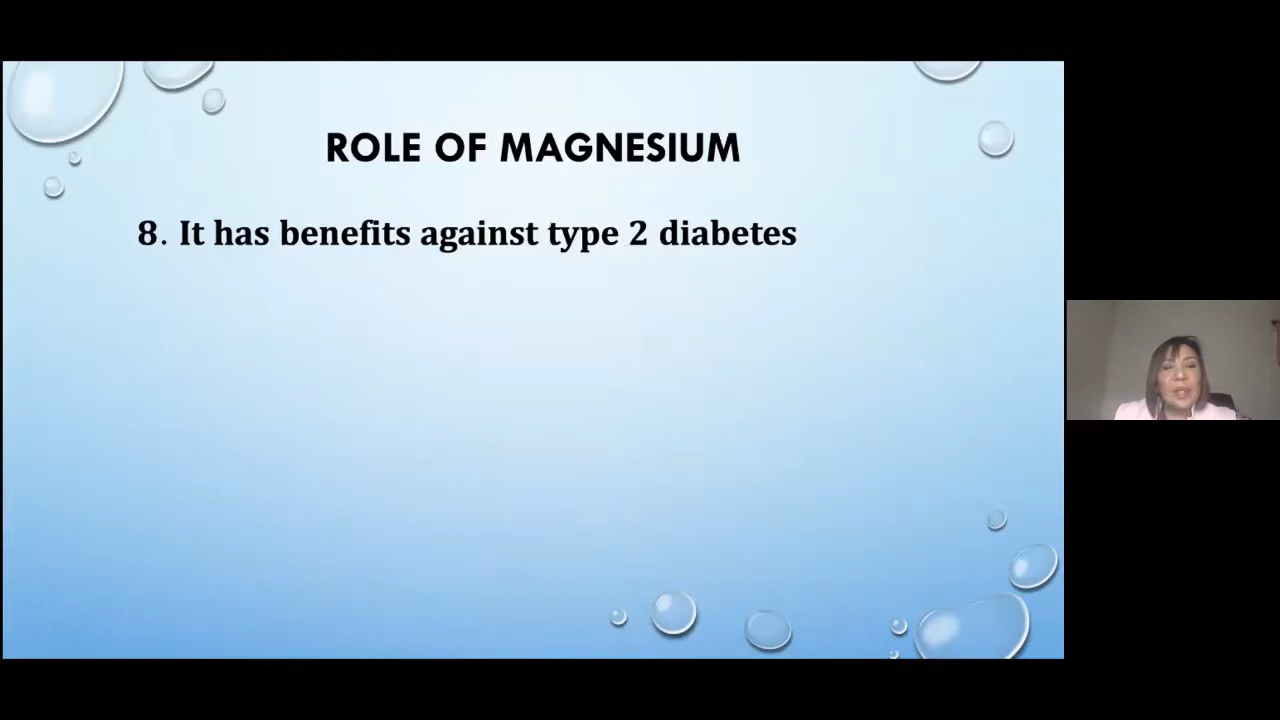 ROLE OF MAGNESIUM
8. It has benefits against type 2 diabetes